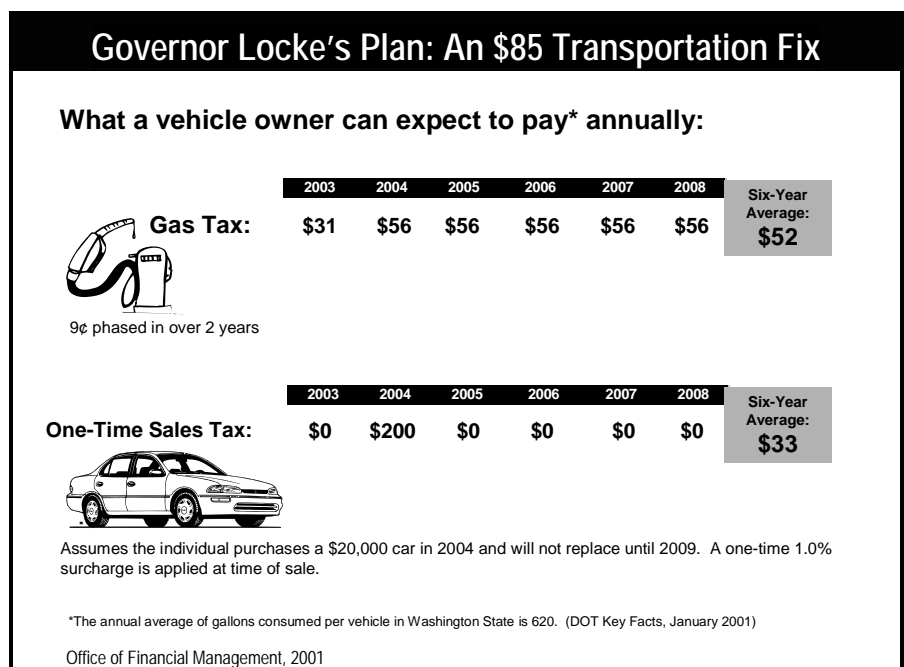 Governor Locke's Plan: An $85 Transportation Fix
What a vehicle owner can expect to pay* annually:
2003 2004 2005 2006 2007 2008 Six-Year Average:
Gas Tax: $31 $56 $56 $56 $56 $56 $52
9¢ phased in over 2 years
2003 2004 2005 2006 2007 2008 Six-Year Average:
One-Time Sales Tax: $0 $200 $0 $0 $0 $0 $33
Assumes the individual purchases a $20,000 car in 2004 and will not replace until 2009. A one-time 1.0%
surcharge is applied at time of sale.
*The annual average of gallons consumed per vehicle in Washington State is 620. (DOT Key Facts, January 2001)
Office of Financial Management, 2001